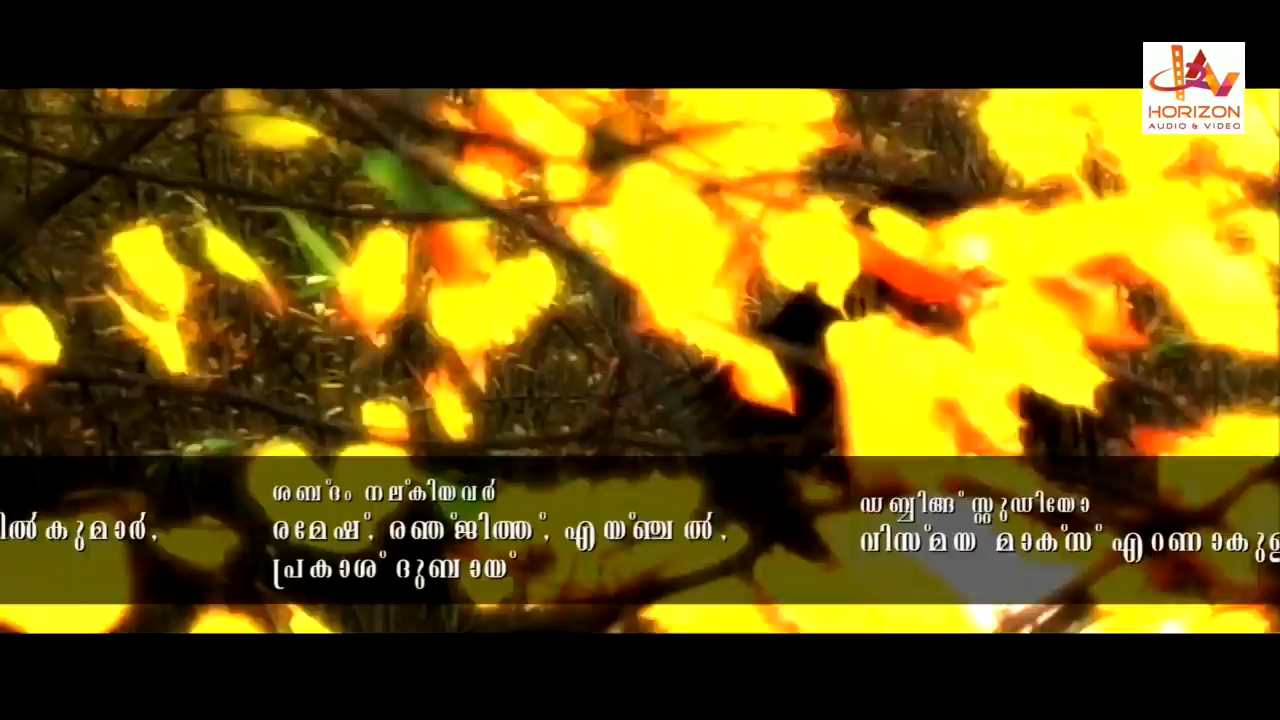 HORIZON
AUDIO & VIDEO
ശബ്ദം നല്കിയവർ
രമേഷ്, രഞ്ജിത്ത്, എയ്ഞ്ചൽ,
പ്രകാശ് ദുബായ്
ഡബ്ബിങ്ങ് സ്റ്റുഡിയോ
വിസ്മയ മാക്സ് എറണാകുള